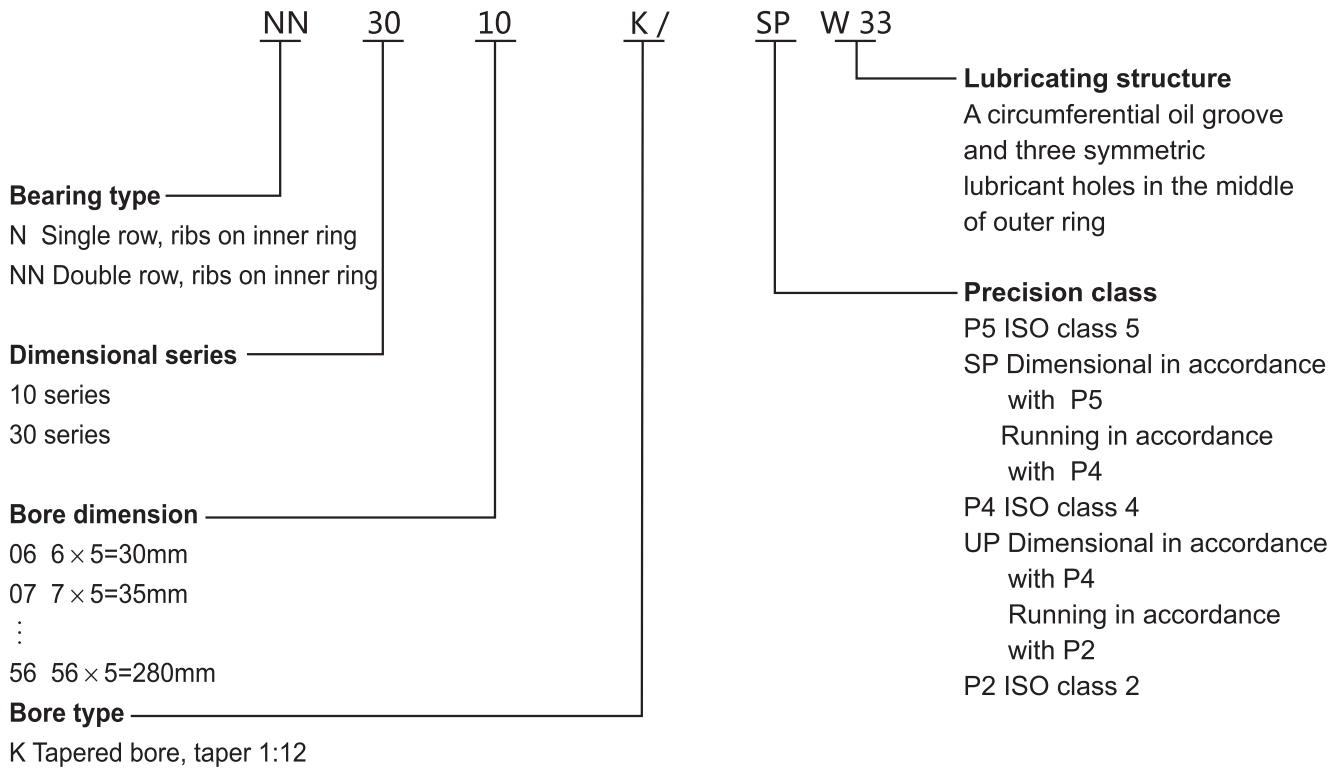 NN 30 10 K / SP W 33
Bearing type
N Single row, ribs on inner ring
NN Double row, ribs on inner ring
Dimensional series
10 series
30 series
Bore dimension
06 6 × 5=30mm
07 7 × 5=35mm
⋮
56 56 × 5=280mm
Bore type
K Tapered bore, taper 1:12
Lubricating structure
A circumferential oil groove
and three symmetric
lubricant holes in the middle
of outer ring
Precision class
P5 ISO class 5
SP Dimensional in accordance
with P5
Running in accordance
with P4
P4 ISO class 4
UP Dimensional in accordance
with P4
Running in accordance
with P2
P2 ISO class 2